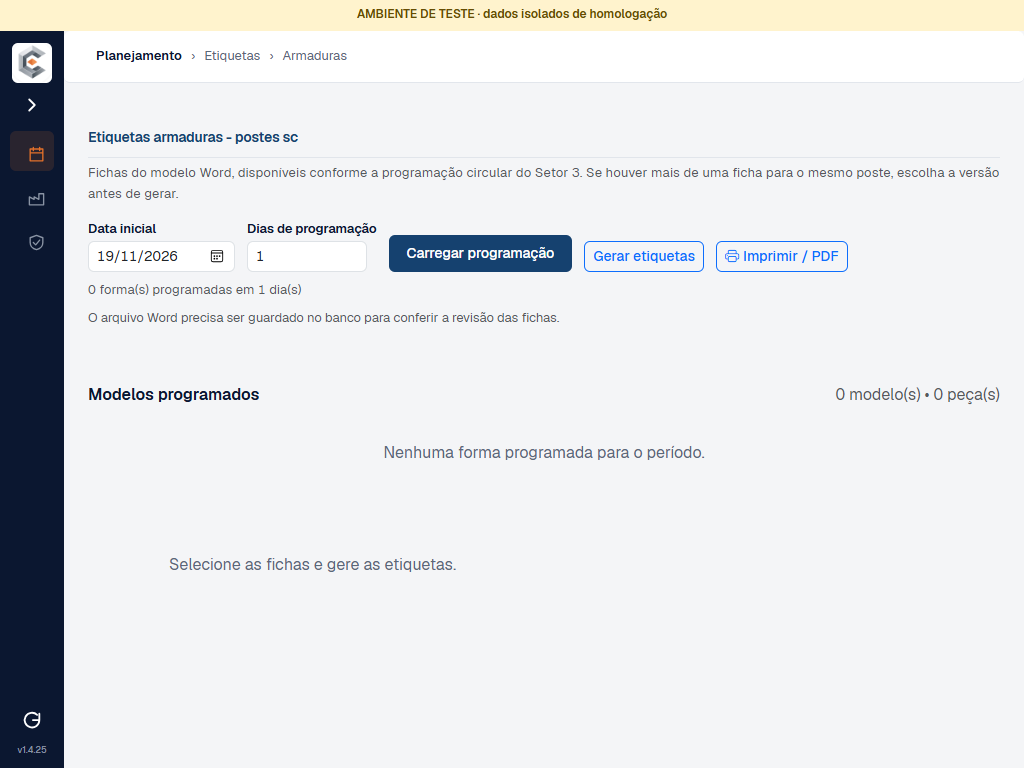 AMBIENTE DE TESTE · dados isolados de homologação
Planejamento › Etiquetas › Armaduras
Etiquetas armaduras - postes sc
Fichas do modelo Word, disponíveis conforme a programação circular do Setor 3. Se houver mais de uma ficha para o mesmo poste, escolha a versão
antes de gerar.
Data inicial
Dias de programação
19/11/2026
1
Carregar programação
Gerar etiquetas
Imprimir / PDF
0 forma(s) programadas em 1 dia(s)
O arquivo Word precisa ser guardado no banco para conferir a revisão das fichas.
Modelos programados
0 modelo(s) • 0 peça(s)
Nenhuma forma programada para o período.
Selecione as fichas e gere as etiquetas.
v1.4.25